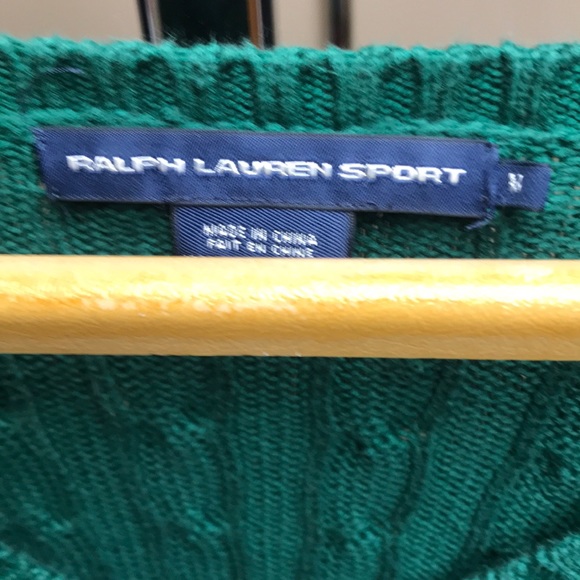 RALPH LAUREN SPORT
M
MADE IN CHINA
FAIT EN CHINE